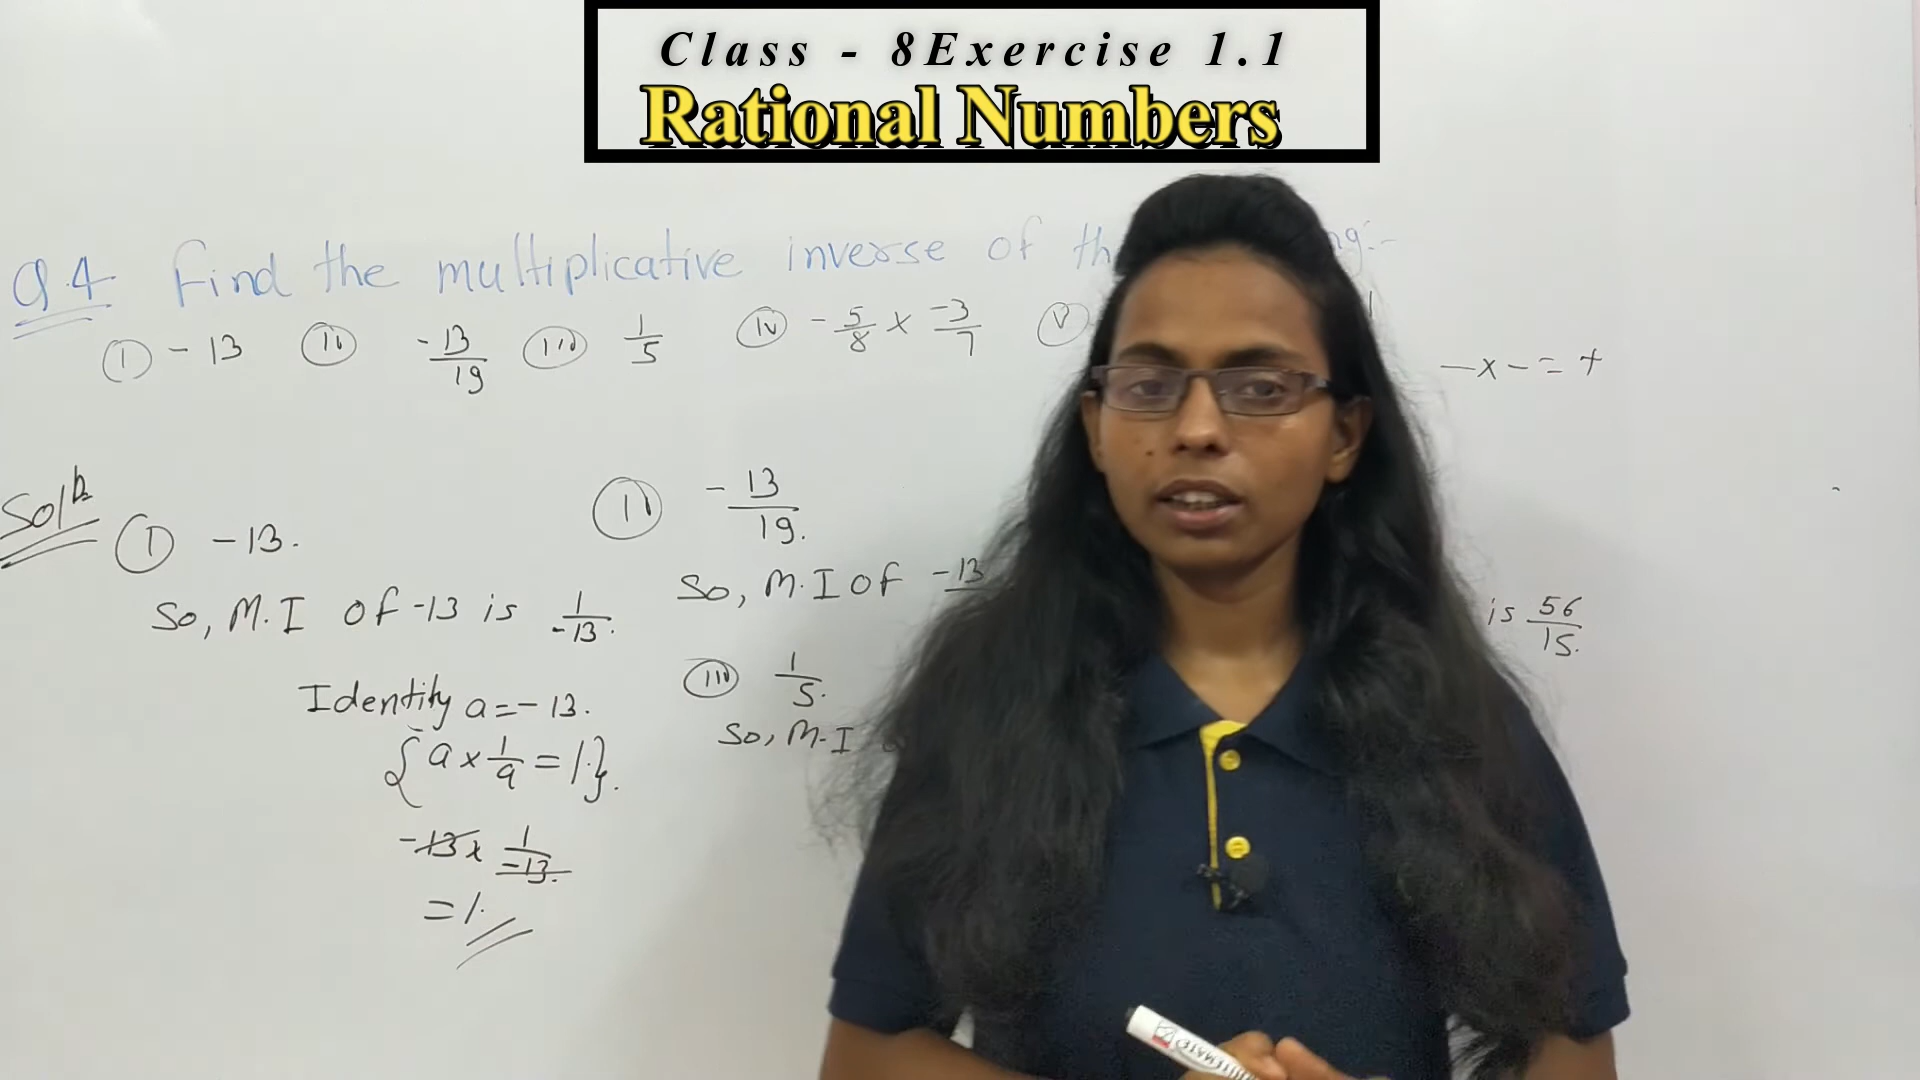 Class - 8Exercise 1.1
Rational Numbers
Q.4 Find the multiplicative inverse of th ng:-
(i) -13 (ii) -13/19 (iii) 1/5 (iv) -5/8 x -3/7 (v)
- x - = +
Solⁿ (i) -13.
So, M.I of -13 is 1/-13.
Identity a = -13.
{a x 1/a = 1.}.
-13 x 1/-13.
= 1.
(ii) -13/19.
So, M.I of -13
(iii) 1/5.
So, M.I
is 56/15.